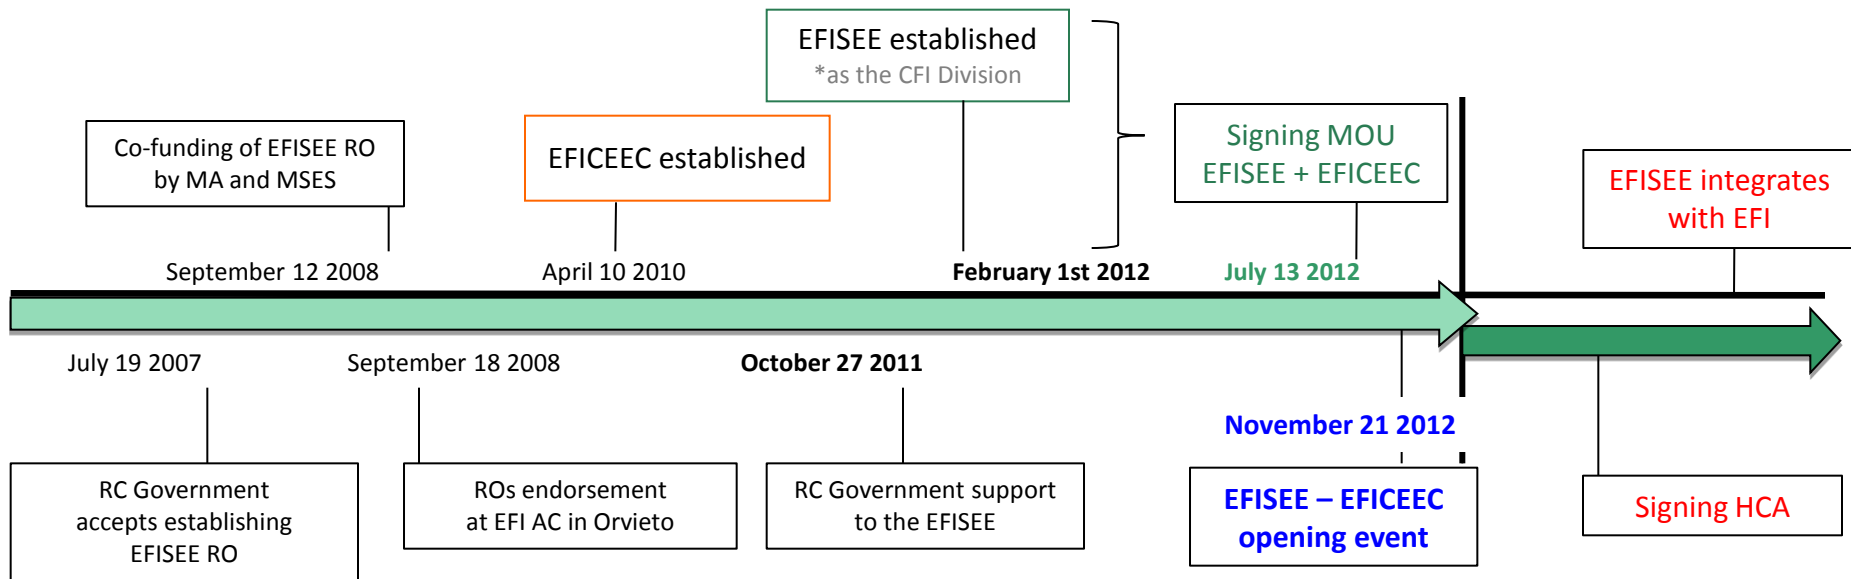 EFISEE established
*as the CFI Division
Co-funding of EFISEE RO
by MA and MSES
EFICEEC established
Signing MOU
EFISEE + EFICEEC
EFISEE integrates
with EFI
September 12 2008
April 10 2010
February 1st 2012
July 13 2012
July 19 2007
September 18 2008
October 27 2011
November 21 2012
RC Government
accepts establishing
EFISEE RO
ROs endorsement
at EFI AC in Orvieto
RC Government support
to the EFISEE
EFISEE – EFICEEC
opening event
Signing HCA